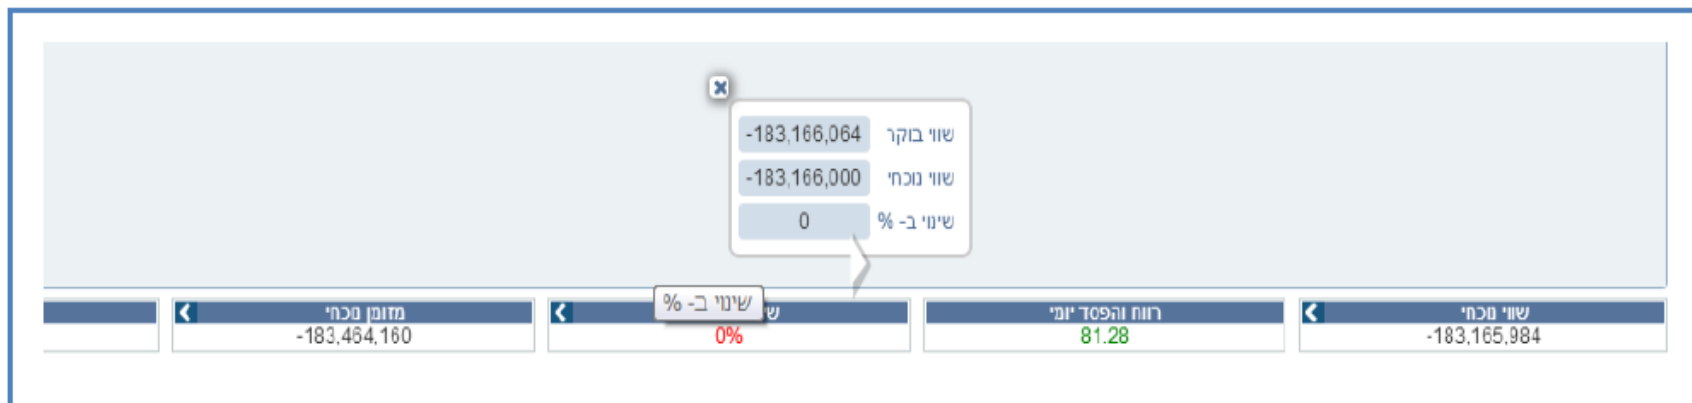 שווי בוקר -183,166,064
שווי נוכחי -183,166,000
שינוי ב- % 0
שינוי ב- %
שווי נוכחי
-183,165,984
רווח והפסד יומי
81.28
0%
מזומן נוכחי
-183,464,160